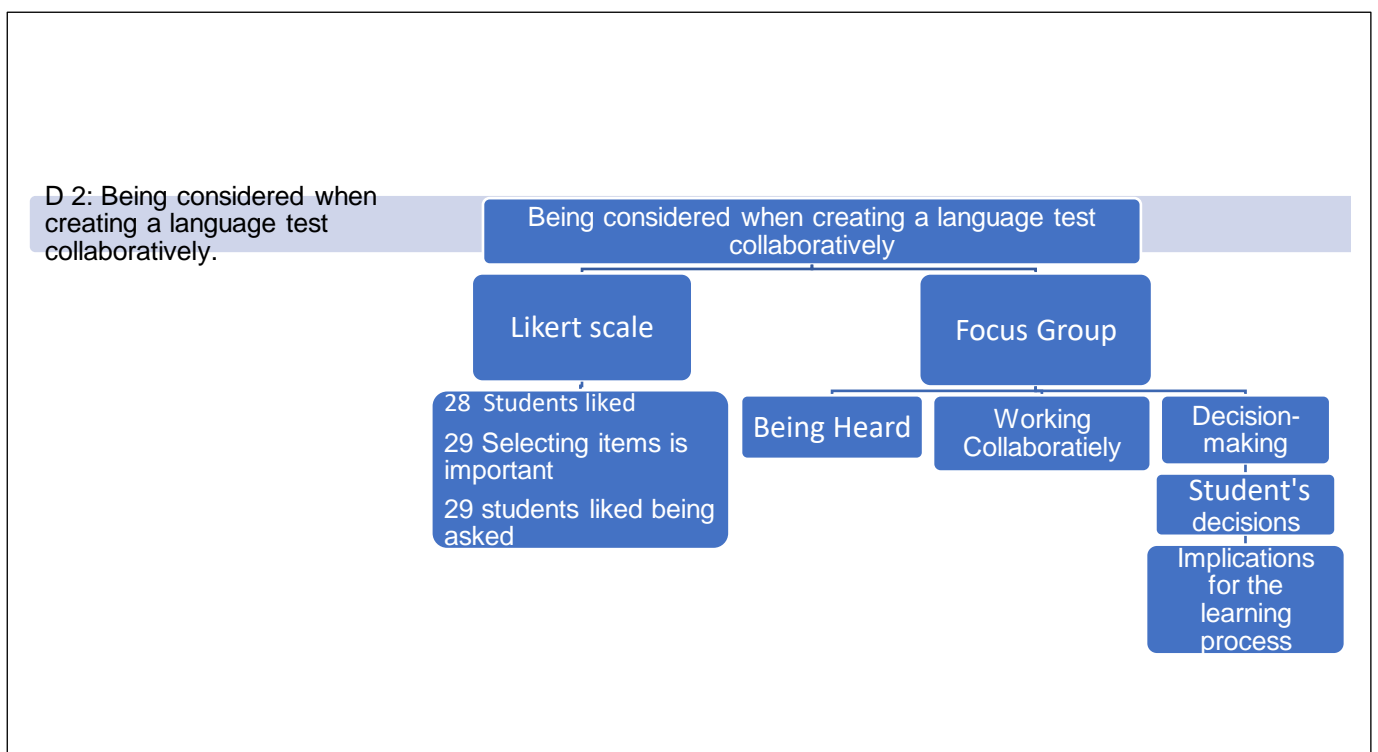 D 2: Being considered when
creating a language test
collaboratively.
Being considered when creating a language test
collaboratively
Likert scale
Focus Group
28 Students liked
29 Selecting items is
important
29 students liked being
asked
Being Heard
Working
Collaboratiely
Decision-
making
Student's
decisions
Implications
for the
learning
process